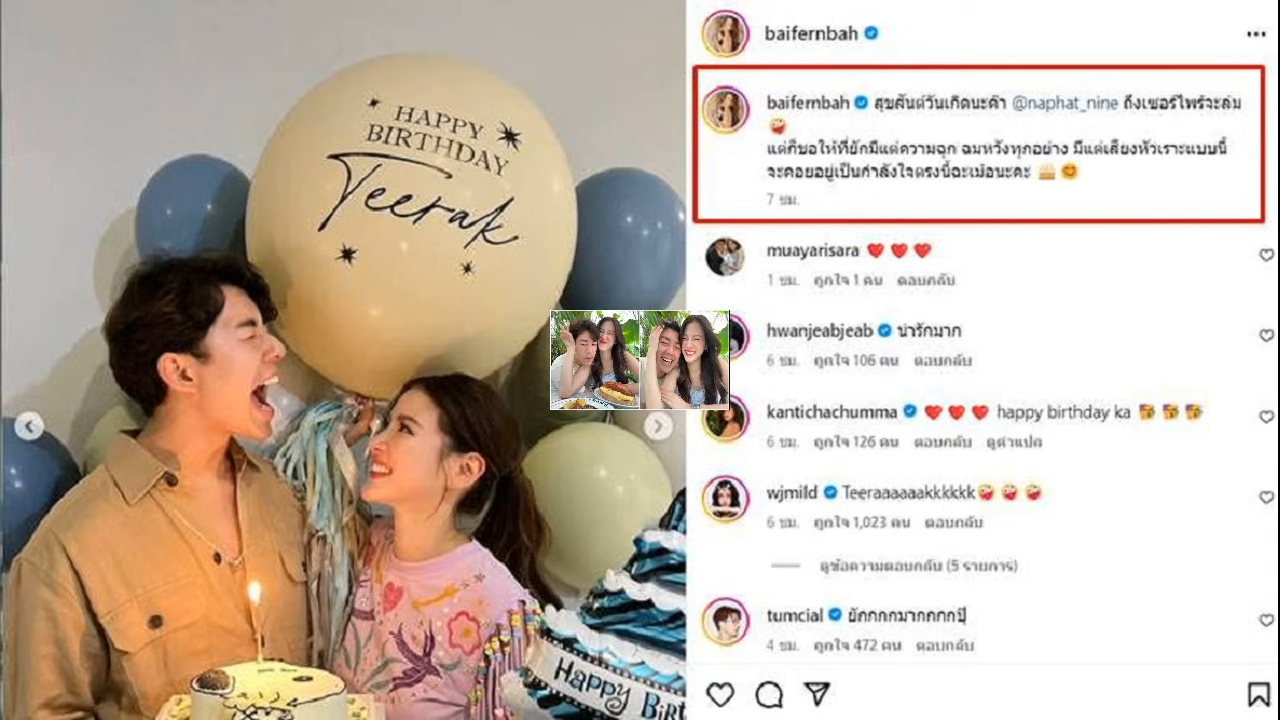 HAPPY
BIRTHDAY
Teerak
Happy Birt
baifernbah
baifernbah สุขสันต์วันเกิดนะค๊า @naphat_nine ถึงเซอร์ไพร์จะล่ม
🤪
แต่ก็ขอให้ที่ยักมีแต่ความฉุก ฉมหวังทุกอย่าง มีแต่เสียงหัวเราะแบบนี้
จะคอยอยู่เป็นกำลังใจตรงนี้ฉะเม้อนะคะ 🎂 😊
7 ชม.
muayarisara ❤️ ❤️ ❤️
1 ชม. ถูกใจ 1 คน ตอบกลับ
hwanjeabjeab น่ารักมาก
6 ชม. ถูกใจ 106 คน ตอบกลับ
kantichachumma ❤️ ❤️ ❤️ happy birthday ka 🥳 🥳 🥳
6 ชม. ถูกใจ 126 คน ตอบกลับ ดูคำแปล
wjmild Teeraaaaaakkkkkk🤪 🤪 🤪
6 ชม. ถูกใจ 1,023 คน ตอบกลับ
ดูข้อความตอบกลับ (5 รายการ)
tumcial ยักกกกมากกกกปุ๊
4 ชม. ถูกใจ 472 คน ตอบกลับ